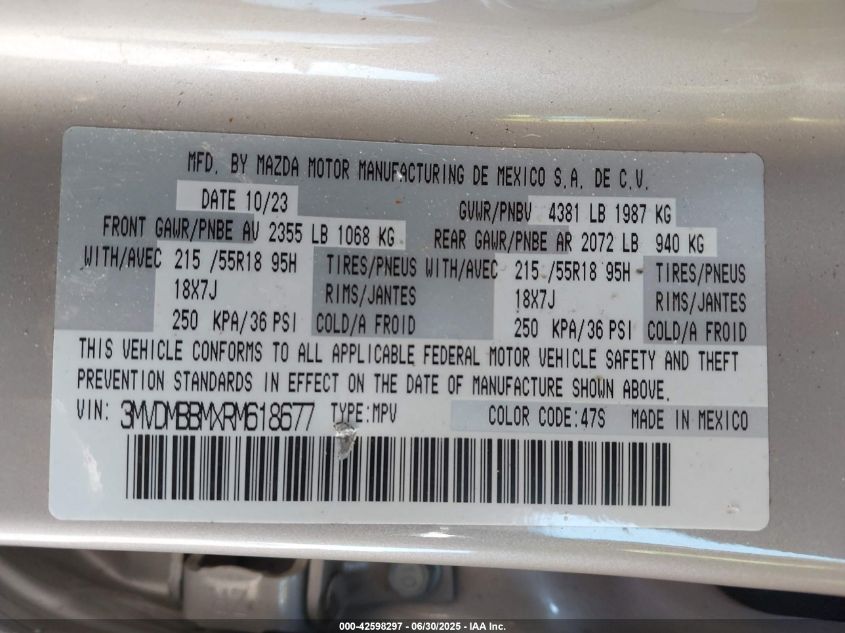 MFD. BY MAZDA MOTOR MANUFACTURING DE MEXICO S.A. DE C.V.
DATE 10/23 GVWR/PNBV 4381 LB 1987 KG
FRONT GAWR/PNBE AV 2355 LB 1068 KG REAR GAWR/PNBE AR 2072 LB 940 KG
WITH/AVEC 215 /55R18 95H TIRES/PNEUS WITH/AVEC 215 /55R18 95H TIRES/PNEUS
18X7J RIMS/JANTES 18X7J RIMS/JANTES
250 KPA/36 PSI COLD/A FROID 250 KPA/36 PSI COLD/A FROID
THIS VEHICLE CONFORMS TO ALL APPLICABLE FEDERAL MOTOR VEHICLE SAFETY AND THEFT
PREVENTION STANDARDS IN EFFECT ON THE DATE OF MANUFACTURE SHOWN ABOVE.
VIN: 3MVDMBBMXRM618677 TYPE:MPV COLOR CODE:47S MADE IN MEXICO
000-42598297 - 06/30/2025 - IAA Inc.